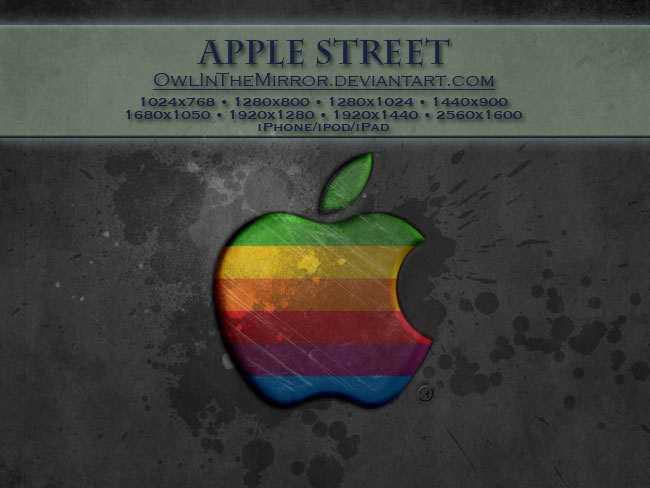 APPLE STREET
OwlInTheMirror.deviantart.com
1024x768 • 1280x800 • 1280x1024 • 1440x900
1680x1050 • 1920x1280 • 1920x1440 • 2560x1600
iPhone/iPod/iPad
®